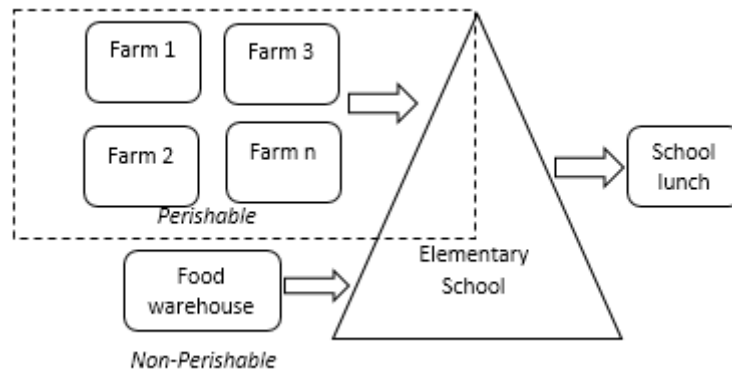 Farm 1
Farm 3
Farm 2
Farm n
Perishable
Food
warehouse
Non-Perishable
Elementary
School
School
lunch